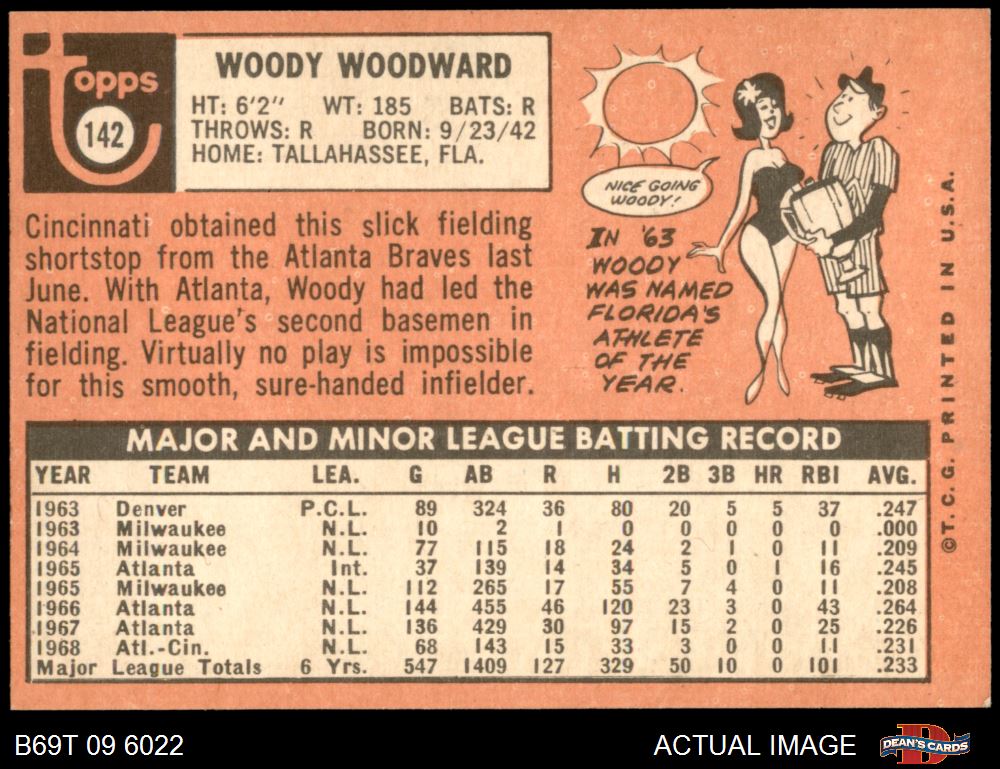 Topps
142
WOODY WOODWARD
HT: 6'2" WT: 185 BATS: R
THROWS: R BORN: 9/23/42
HOME: TALLAHASSEE, FLA.
Cincinnati obtained this slick fielding
shortstop from the Atlanta Braves last
June. With Atlanta, Woody had led the
National League's second basemen in
fielding. Virtually no play is impossible
for this smooth, sure-handed infielder.
NICE GOING
WOODY!
IN '63
WOODY
WAS NAMED
FLORIDA'S
ATHLETE
OF THE
YEAR.
©T.C.G. PRINTED IN U.S.A.
MAJOR AND MINOR LEAGUE BATTING RECORD
YEAR TEAM LEA. G AB R H 2B 3B HR RBI AVG.
1963 Denver P.C.L. 89 324 36 80 20 5 5 37 .247
1963 Milwaukee N.L. 10 2 1 0 0 0 0 0 .000
1964 Milwaukee N.L. 77 115 18 24 2 1 0 11 .209
1965 Atlanta Int. 37 139 14 34 5 0 1 16 .245
1965 Milwaukee N.L. 112 265 17 55 7 4 0 11 .208
1966 Atlanta N.L. 144 455 46 120 23 3 0 43 .264
1967 Atlanta N.L. 136 429 30 97 15 2 0 25 .226
1968 Atl.-Cin. N.L. 68 143 15 33 3 0 0 11 .231
Major League Totals 6 Yrs. 547 1409 127 329 50 10 0 101 .233
B69T 09 6022
ACTUAL IMAGE
DEAN'S CARDS